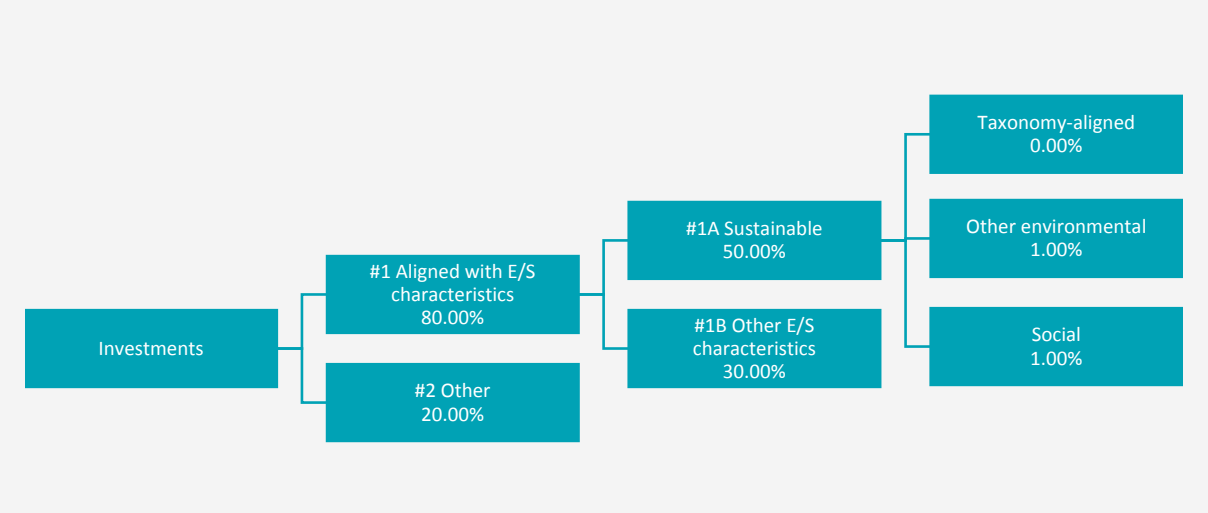 Investments
#1 Aligned with E/S
characteristics
80.00%
#2 Other
20.00%
#1A Sustainable
50.00%
#1B Other E/S
characteristics
30.00%
Taxonomy-aligned
0.00%
Other environmental
1.00%
Social
1.00%